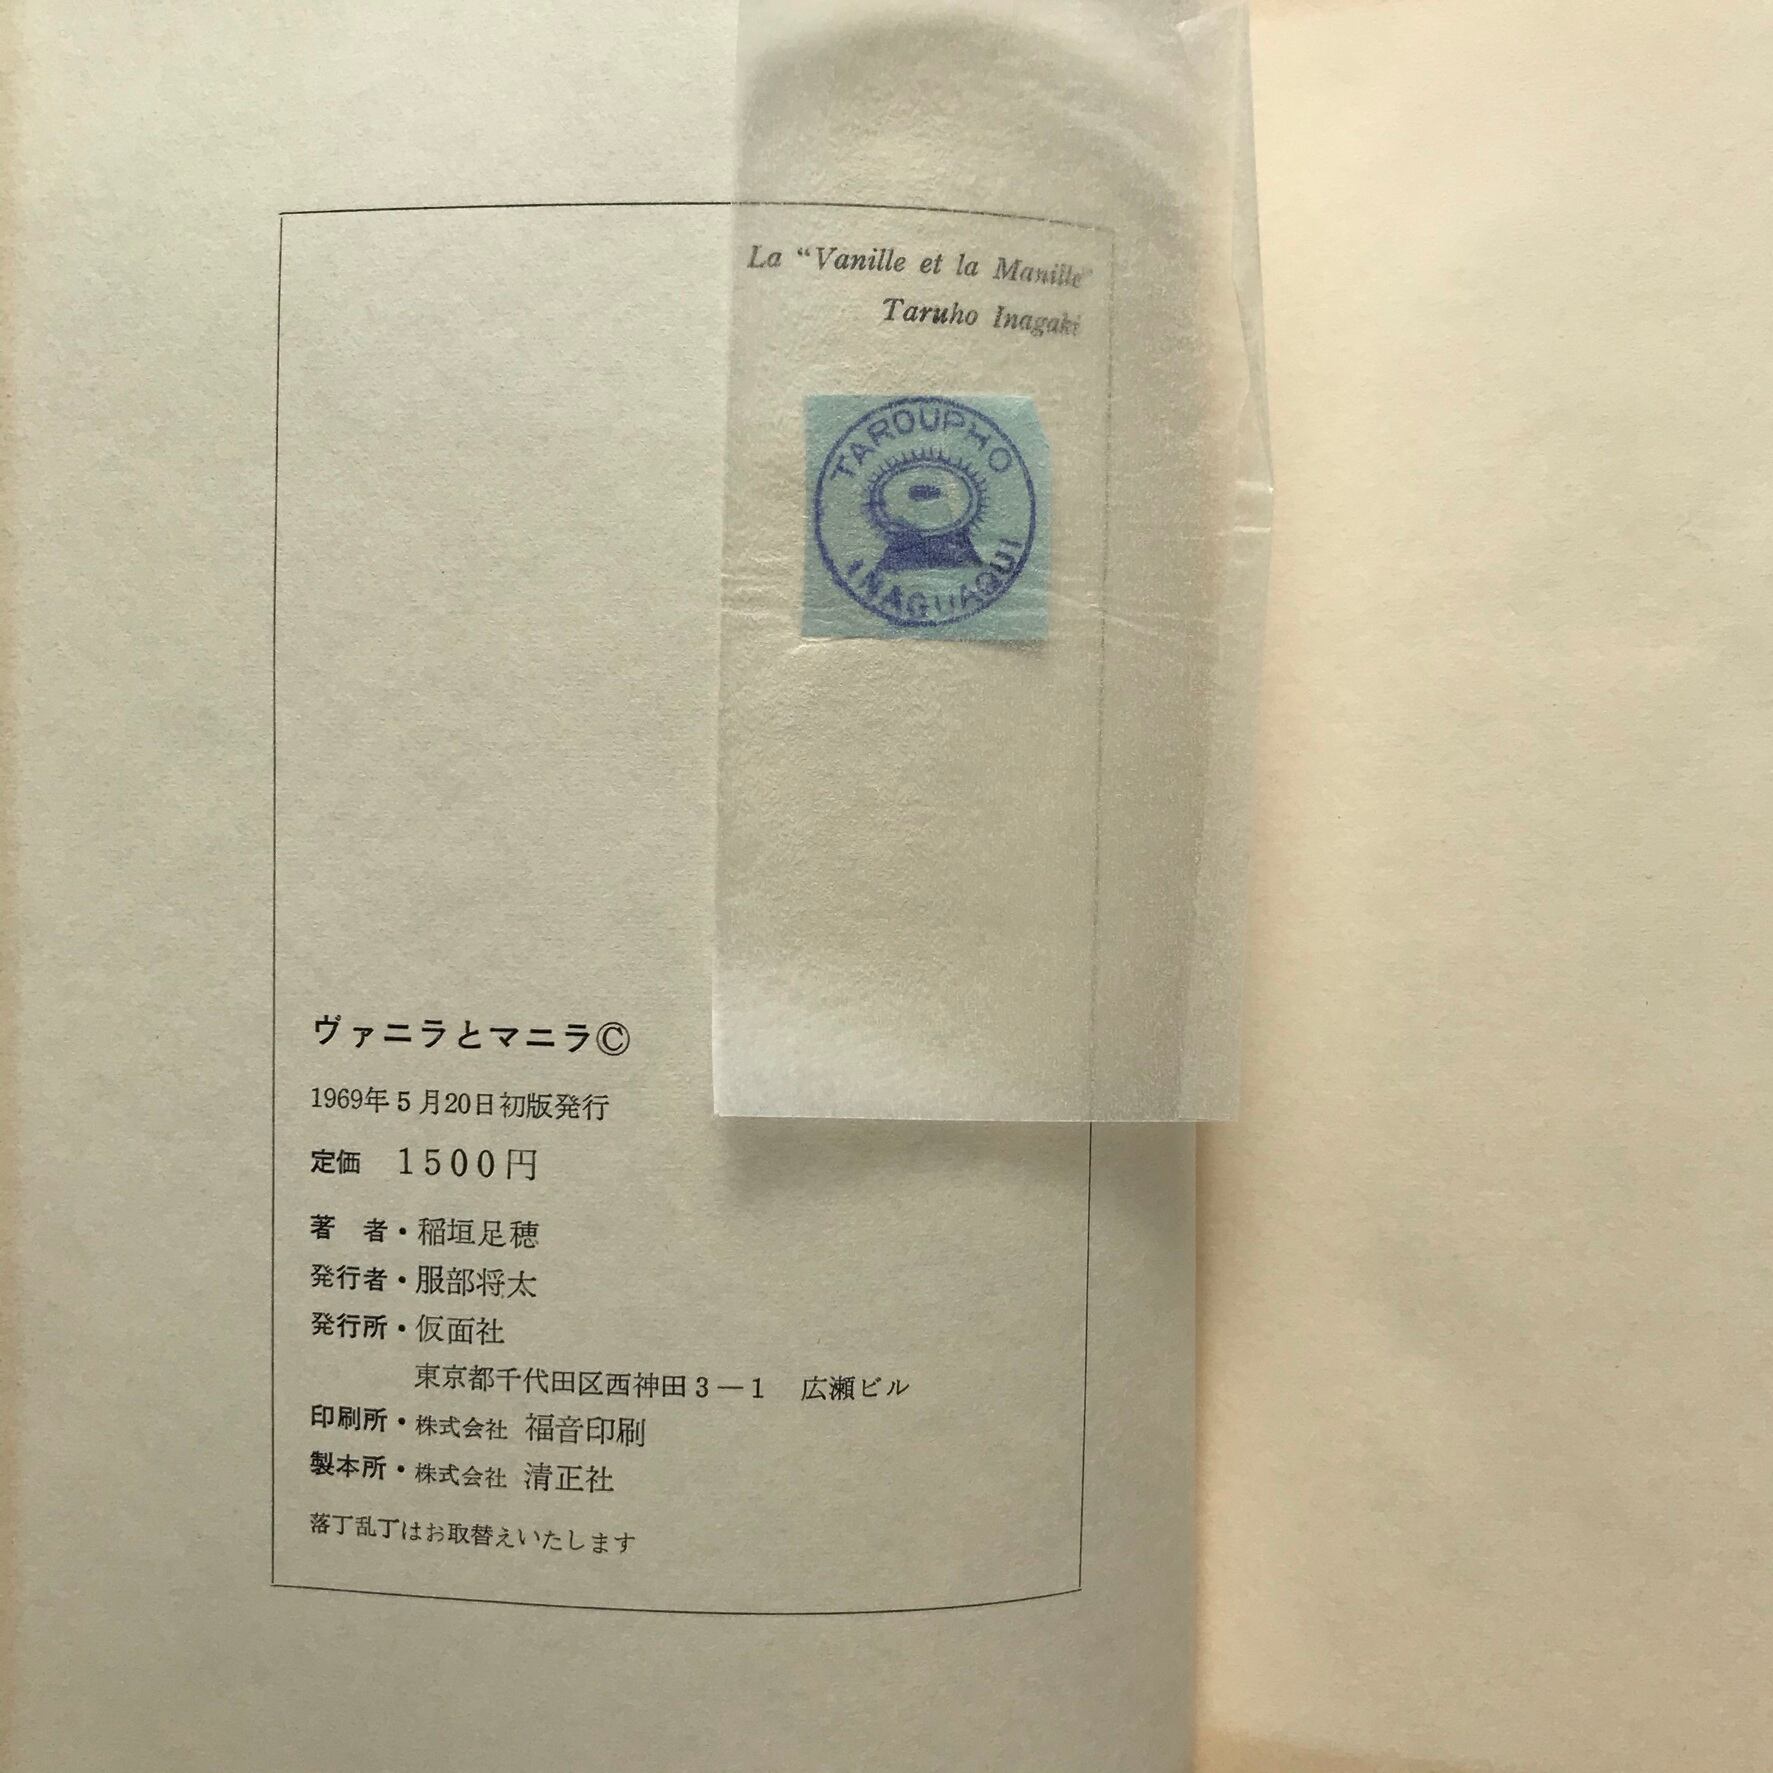 La “Vanille et la Manille”
Taruho Inagaki
TAROUPHO
INAGUAQUI
ヴァニラとマニラ©
1969年5月20日初版発行
定価　1500円
著　者・稲垣足穂
発行者・服部将太
発行所・仮面社
東京都千代田区西神田3−1　広瀬ビル
印刷所・株式会社 福音印刷
製本所・株式会社 清正社
落丁乱丁はお取替えいたします